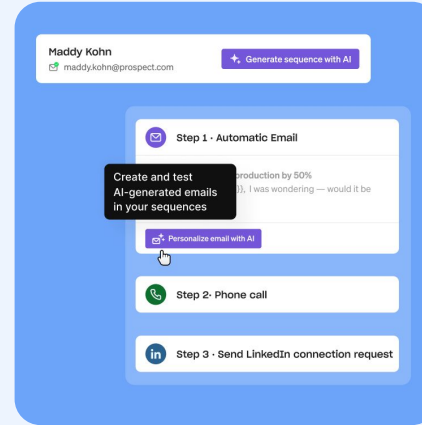 Maddy Kohn
maddy.kohn@prospect.com
Generate sequence with AI
Step 1 · Automatic Email
production by 50%
}}, I was wondering — would it be
Create and test
AI-generated emails
in your sequences
Personalize email with AI
Step 2· Phone call
in
Step 3 · Send LinkedIn connection request